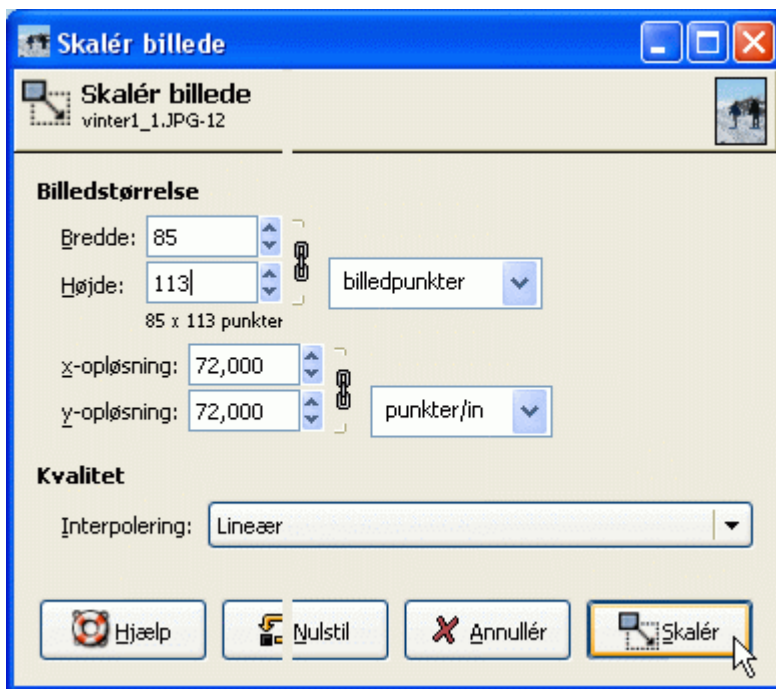 Skalér billede
Skalér billede
vinter1_1.JPG-12
Billedstørrelse
Bredde: 85
Højde: 113 billedpunkter
85 x 113 punkter
x-opløsning: 72,000
y-opløsning: 72,000 punkter/in
Kvalitet
Interpolering: Lineær
Hjælp Nulstil Annullér Skalér